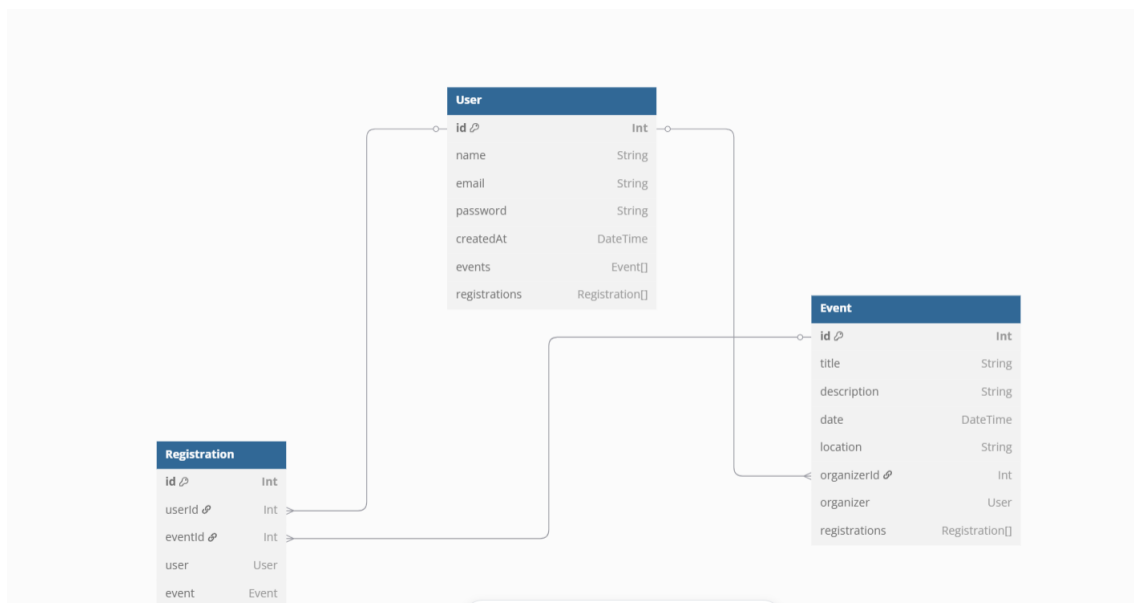 User
id Int
name String
email String
password String
createdAt DateTime
events Event[]
registrations Registration[]
Event
id Int
title String
description String
date DateTime
location String
organizerId Int
organizer User
registrations Registration[]
Registration
id Int
userId Int
eventId Int
user User
event Event